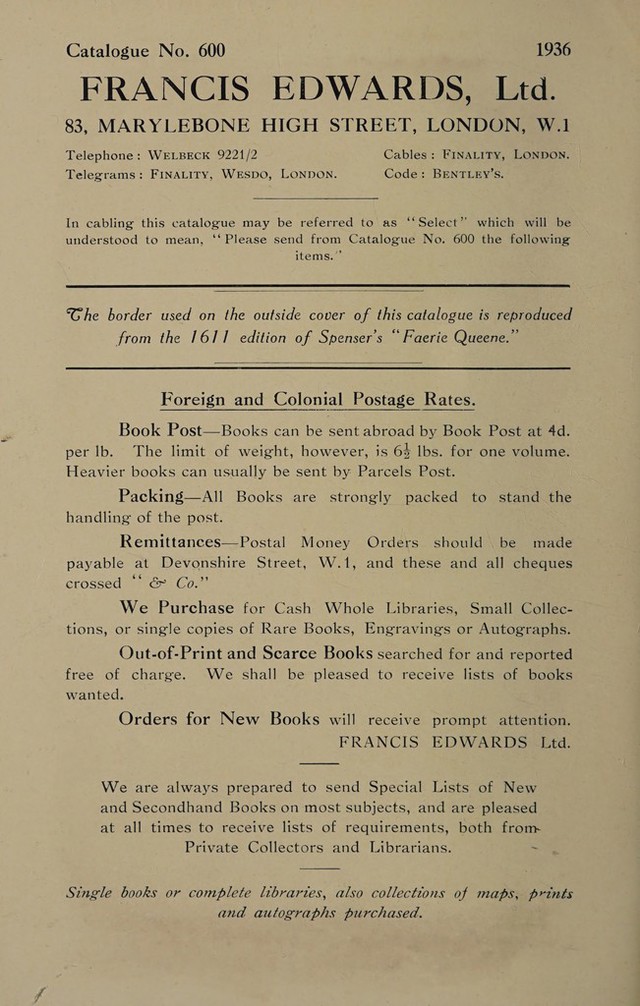 Catalogue No. 600 1936
FRANCIS EDWARDS, Ltd.
83, MARYLEBONE HIGH STREET, LONDON, W.1
Telephone : WELBECK 9221/2 Cables : FINALITY, LONDON.
Telegrams : FINALITY, WESDO, LONDON. Code : BENTLEY'S.
In cabling this catalogue may be referred to as "Select" which will be
understood to mean, "Please send from Catalogue No. 600 the following
items."
The border used on the outside cover of this catalogue is reproduced
from the 1611 edition of Spenser's "Faerie Queene."
Foreign and Colonial Postage Rates.
Book Post—Books can be sent abroad by Book Post at 4d.
per lb. The limit of weight, however, is 6½ lbs. for one volume.
Heavier books can usually be sent by Parcels Post.
Packing—All Books are strongly packed to stand the
handling of the post.
Remittances—Postal Money Orders should be made
payable at Devonshire Street, W.1, and these and all cheques
crossed "& Co."
We Purchase for Cash Whole Libraries, Small Collec-
tions, or single copies of Rare Books, Engravings or Autographs.
Out-of-Print and Scarce Books searched for and reported
free of charge. We shall be pleased to receive lists of books
wanted.
Orders for New Books will receive prompt attention.
FRANCIS EDWARDS Ltd.
We are always prepared to send Special Lists of New
and Secondhand Books on most subjects, and are pleased
at all times to receive lists of requirements, both from
Private Collectors and Librarians.
Single books or complete libraries, also collections of maps, prints
and autographs purchased.